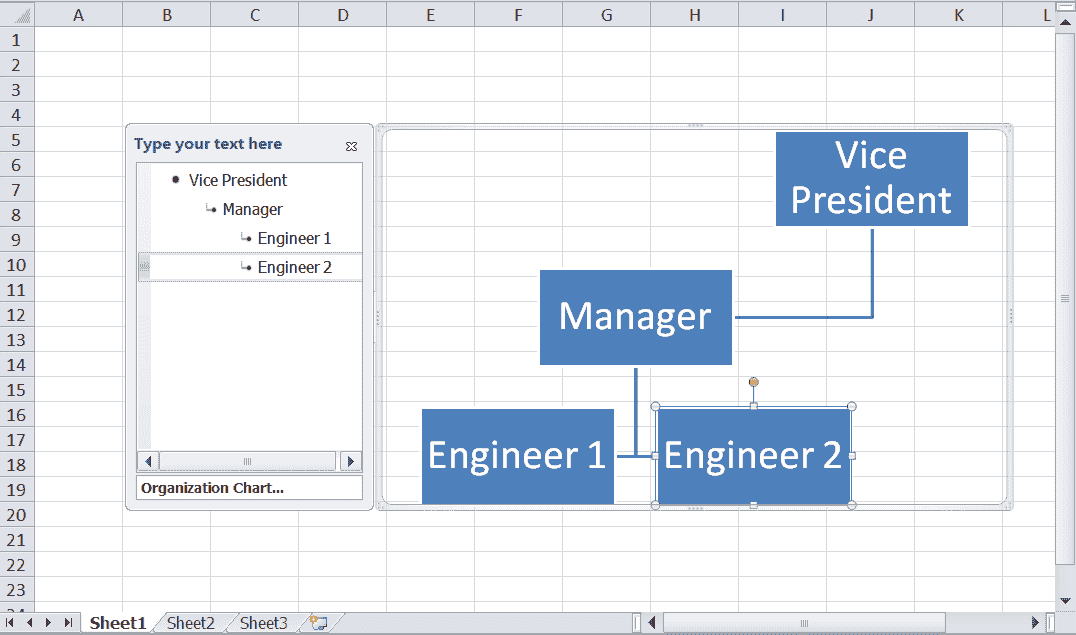 A B C D E F G H I J K L
1
2
3
4
5
6
7
8
9
10
11
12
13
14
15
16
17
18
19
20
21
22
23
24
Type your text here
Vice President
Manager
Engineer 1
Engineer 2
Organization Chart...
Vice
President
Manager
Engineer 1 Engineer 2
Sheet1 Sheet2 Sheet3